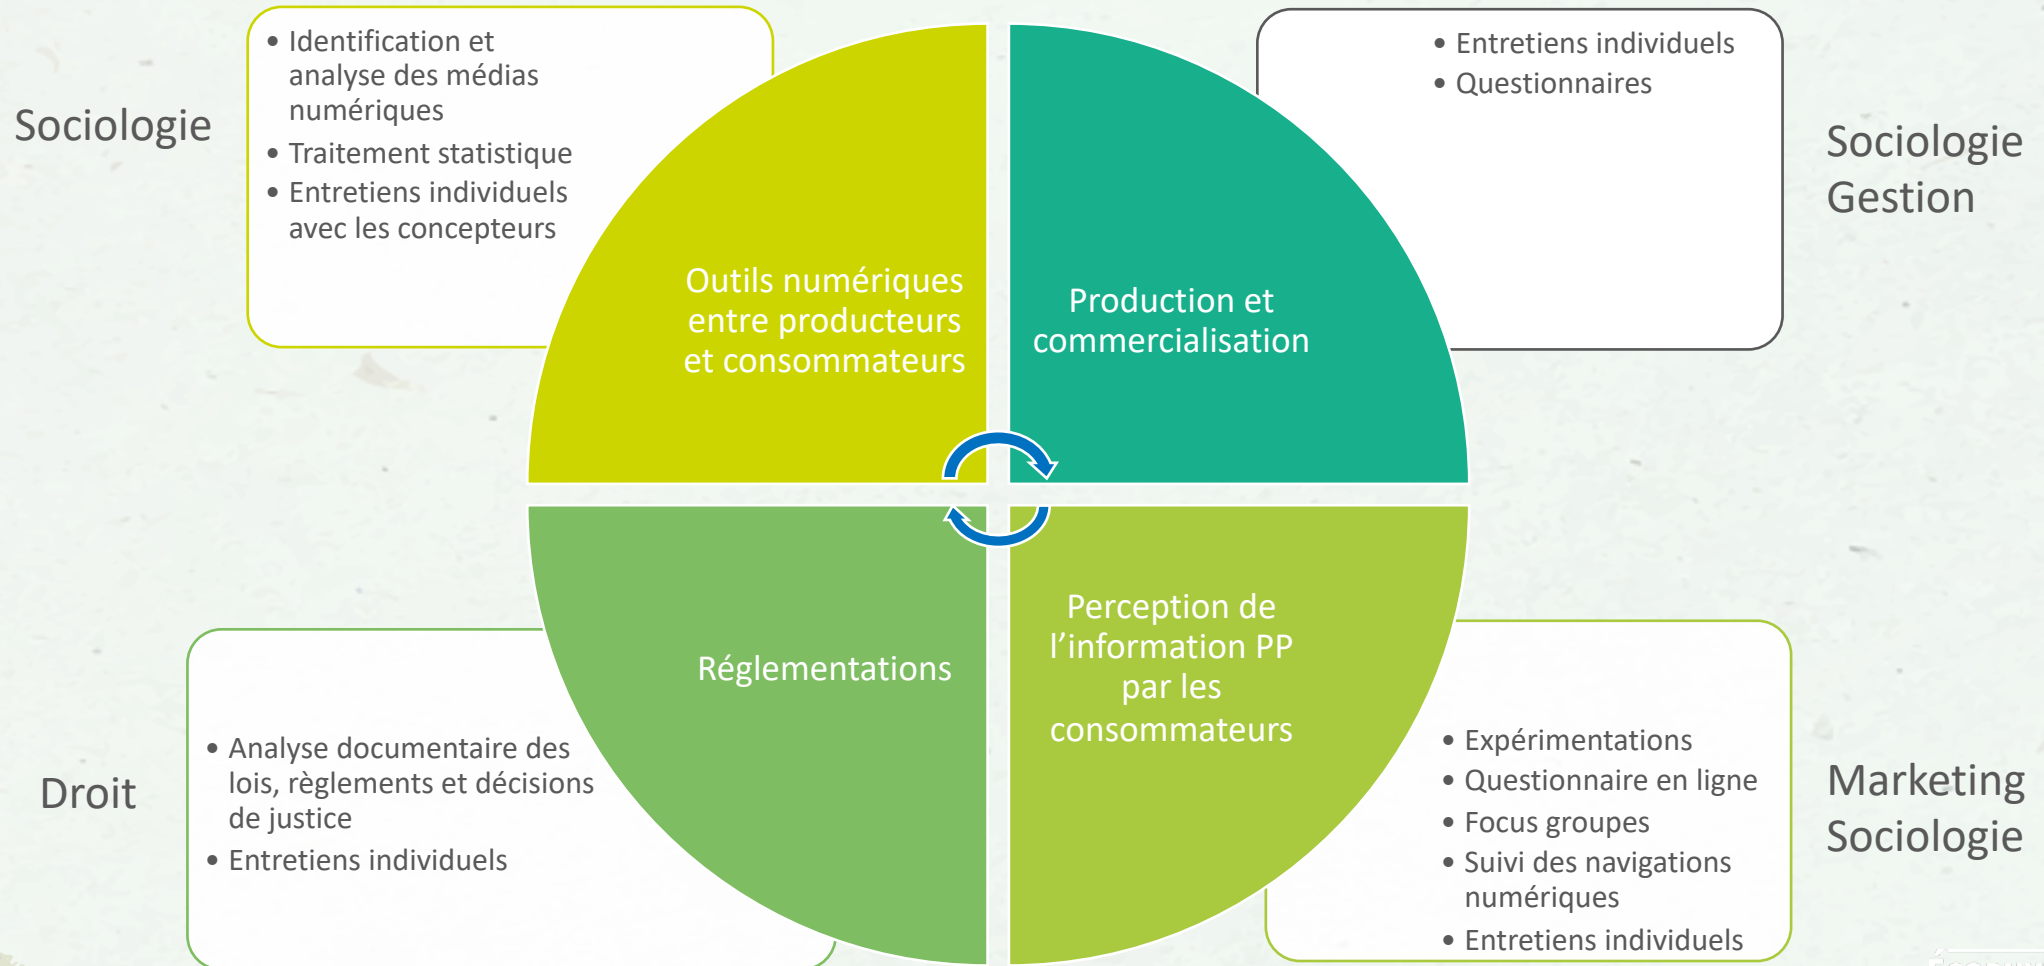 Sociologie
• Identification et
analyse des médias
numériques
• Traitement statistique
• Entretiens individuels
avec les concepteurs
Outils numériques
entre producteurs
et consommateurs
Production et
commercialisation
• Entretiens individuels
• Questionnaires
Sociologie
Gestion
Droit
• Analyse documentaire des
lois, règlements et décisions
de justice
• Entretiens individuels
Réglementations
Perception de
l’information PP
par les
consommateurs
• Expérimentations
• Questionnaire en ligne
• Focus groupes
• Suivi des navigations
numériques
• Entretiens individuels
Marketing
Sociologie